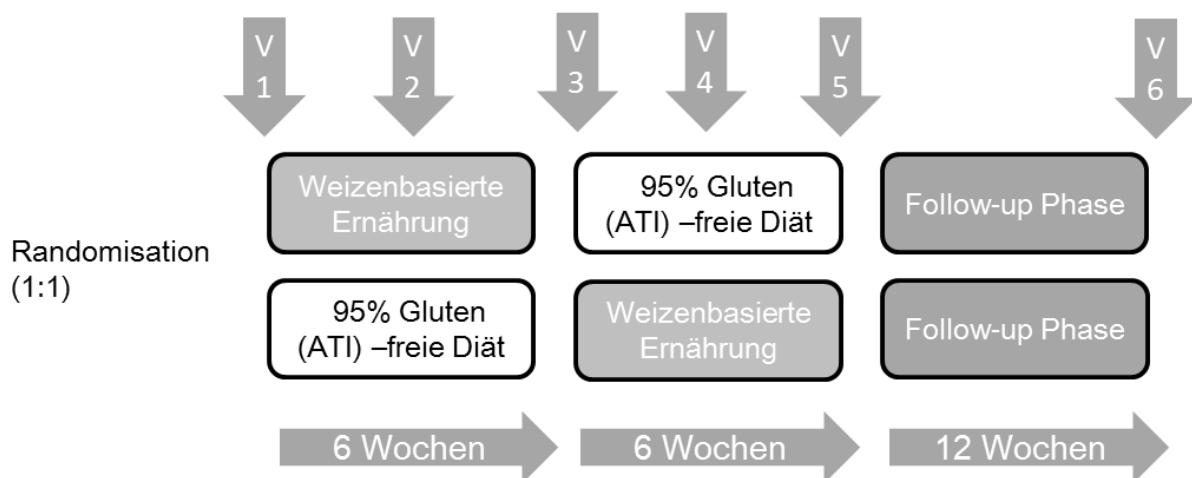 V
1
V
2
V
3
V
4
V
5
V
6
Weizenbasierte
Ernährung
95% Gluten
(ATI) –freie Diät
Follow-up Phase
Randomisation
(1:1)
95% Gluten
(ATI) –freie Diät
Weizenbasierte
Ernährung
Follow-up Phase
6 Wochen
6 Wochen
12 Wochen